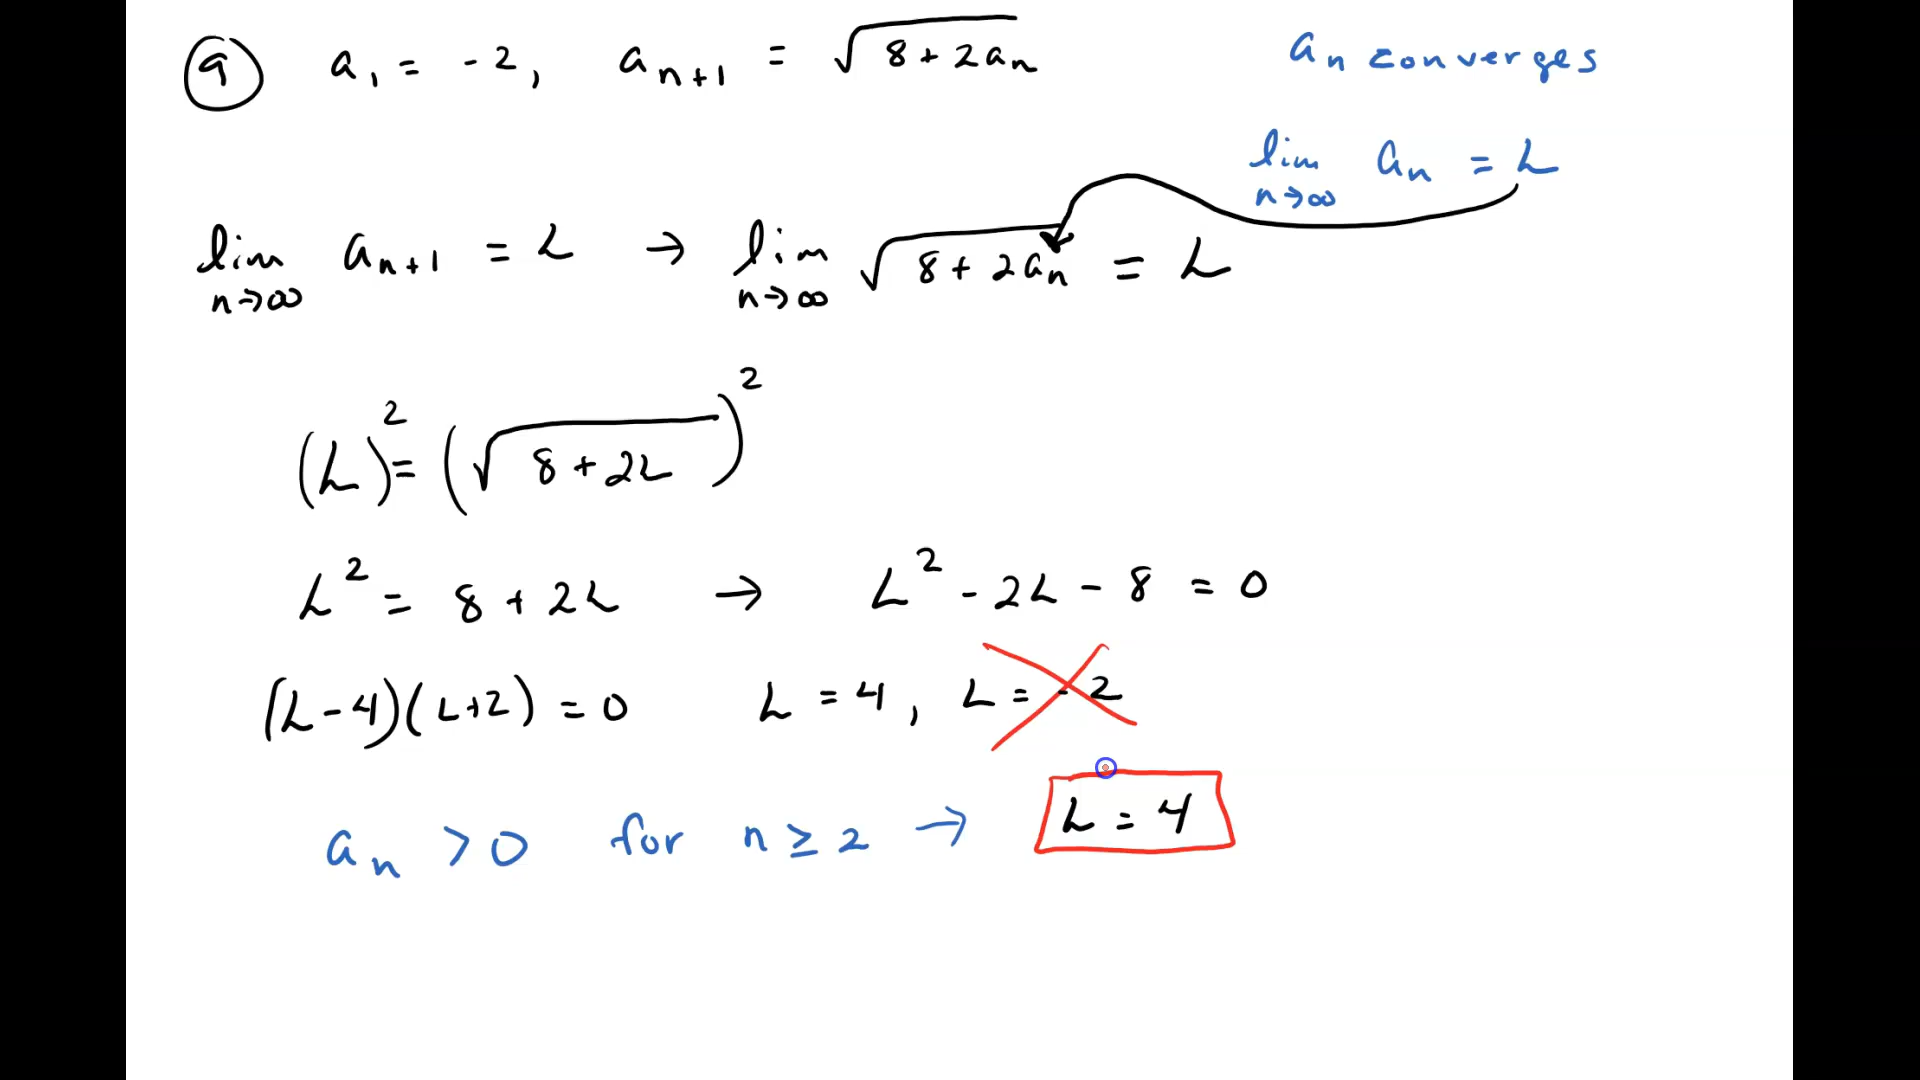 9 a₁ = -2, aₙ₊₁ = √(8 + 2aₙ) aₙ converges
lim n→∞ aₙ = L
lim n→∞ aₙ₊₁ = L → lim n→∞ √(8 + 2aₙ) = L
(L)² = (√(8 + 2L))²
L² = 8 + 2L → L² - 2L - 8 = 0
(L - 4)(L + 2) = 0 L = 4, L = -2
aₙ > 0 for n ≥ 2 → L = 4